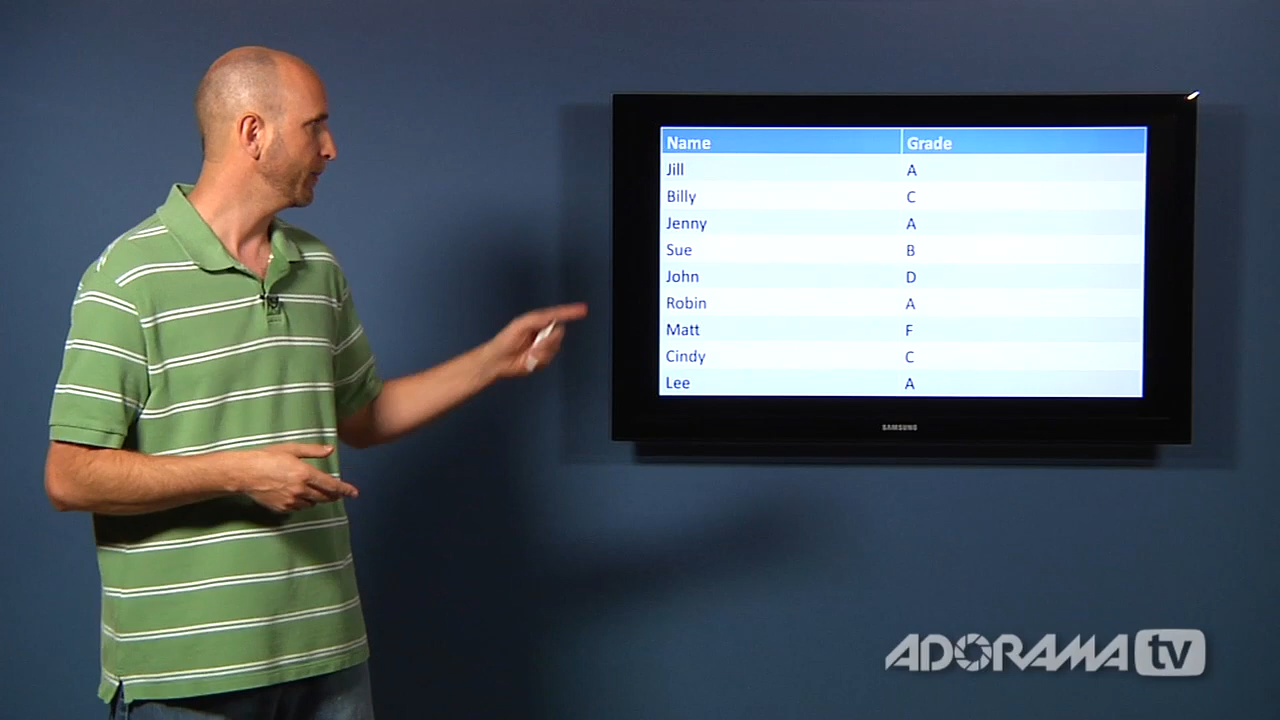 Name Grade
Jill A
Billy C
Jenny A
Sue B
John D
Robin A
Matt F
Cindy C
Lee A
SAMSUNG
ADORAMA tv